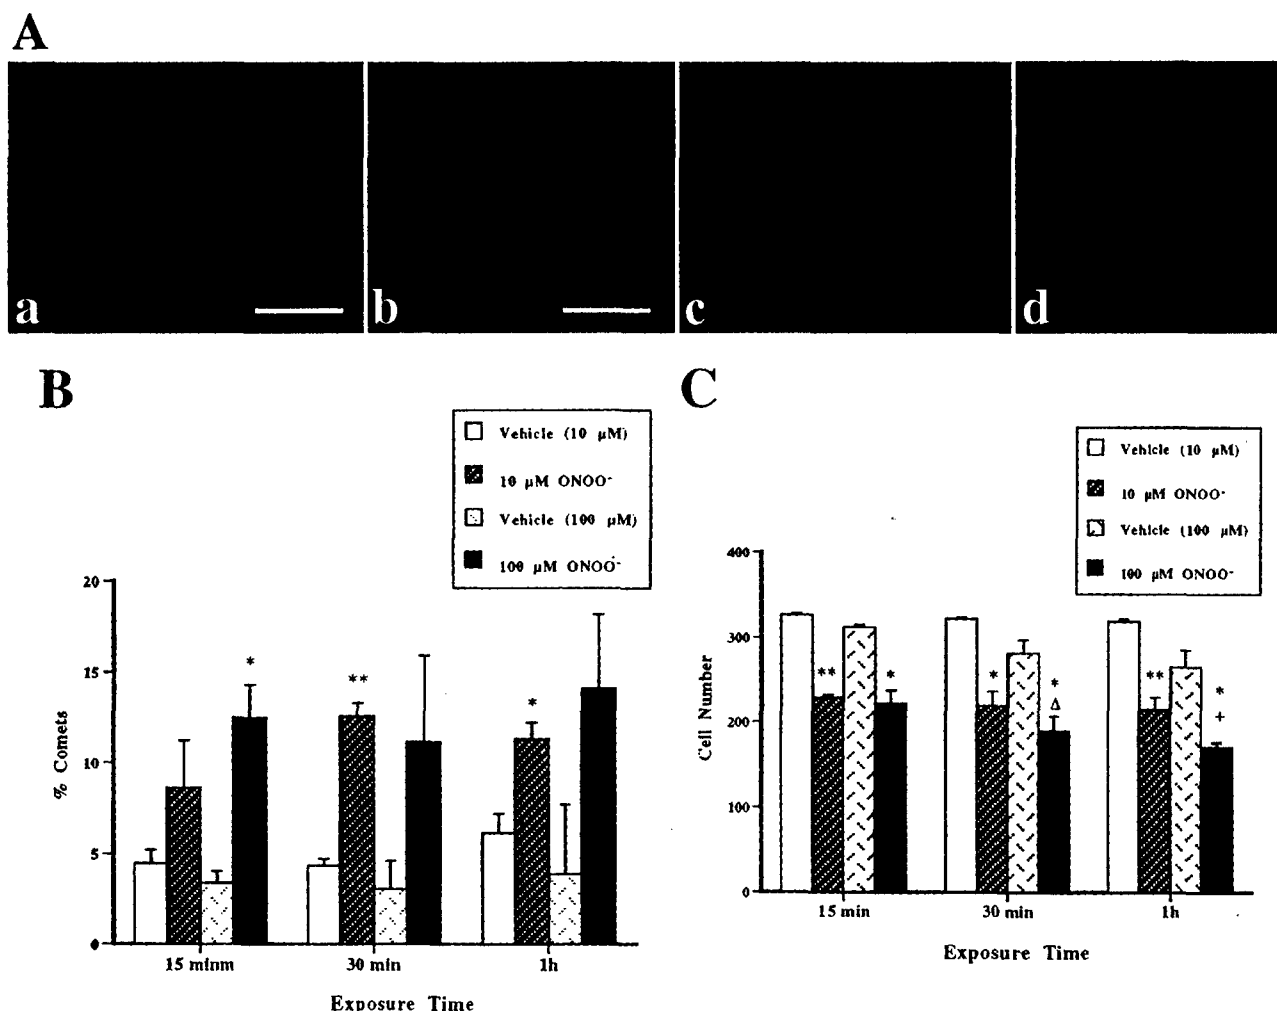 A
a b c d
B
Vehicle (10 µM)
10 µM ONOO-
Vehicle (100 µM)
100 µM ONOO-
20
15
10
5
0
% Comets
*
**
*
15 minm 30 min 1h
Exposure Time
C
Vehicle (10 µM)
10 µM ONOO-
Vehicle (100 µM)
100 µM ONOO-
400
300
200
100
0
Cell Number
** *
* *
Δ
** *
+
15 min 30 min 1h
Exposure Time